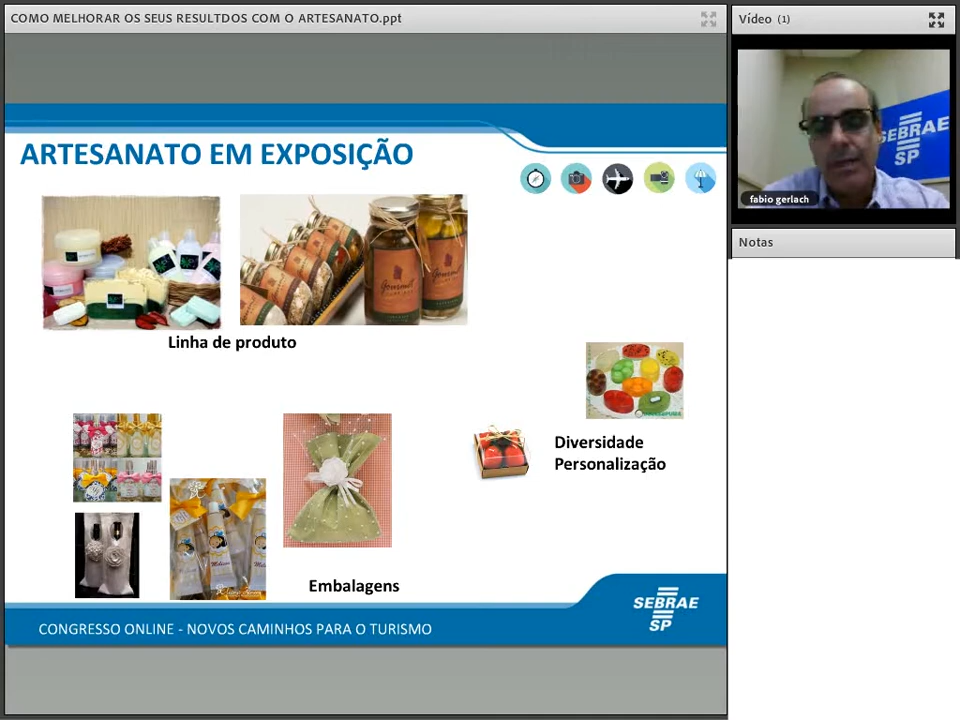 COMO MELHORAR OS SEUS RESULTDOS COM O ARTESANATO.ppt
Vídeo (1)
SEBRAE
SP
fabio gerlach
Notas
ARTESANATO EM EXPOSIÇÃO
Gourmet
Gourmet
Linha de produto
Diversidade
Personalização
Embalagens
SEBRAE
SP
CONGRESSO ONLINE - NOVOS CAMINHOS PARA O TURISMO